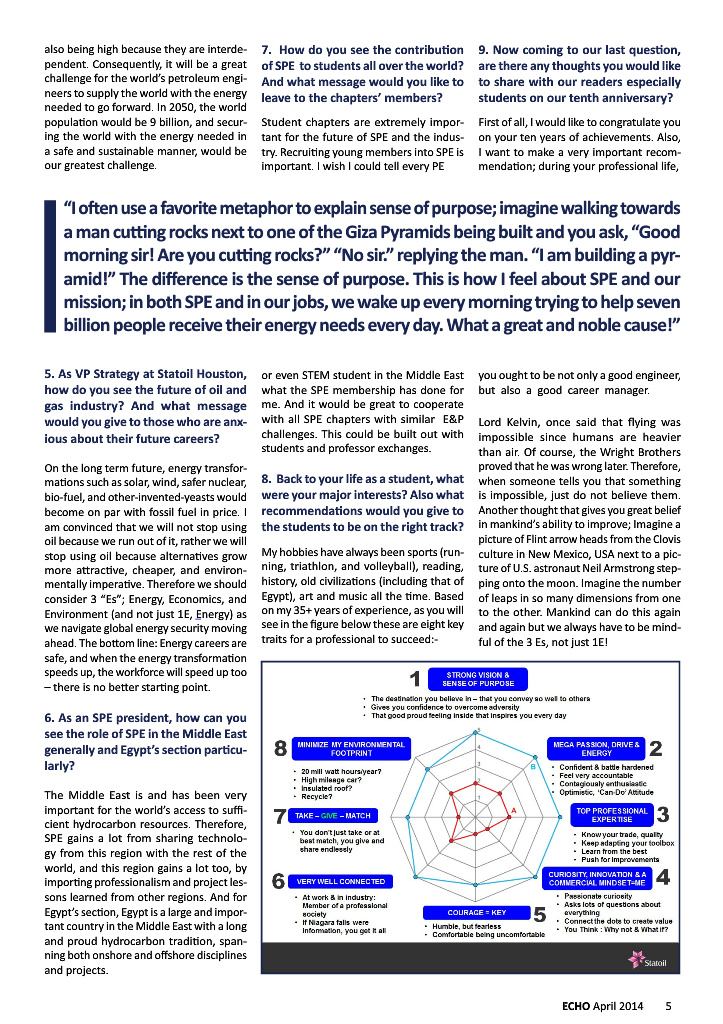 also being high because they are interde-
pendent. Consequently, it will be a great
challenge for the world's petroleum engi-
neers to supply the world with the energy
needed to go forward. In 2050, the world
population would be 9 billion, and secur-
ing the world with the energy needed in
a safe and sustainable manner, would be
our greatest challenge.
7. How do you see the contribution
of SPE to students all over the world?
And what message would you like to
leave to the chapters' members?
Student chapters are extremely impor-
tant for the future of SPE and the indus-
try. Recruiting young members into SPE is
important. I wish I could tell every PE
9. Now coming to our last question,
are there any thoughts you would like
to share with our readers especially
students on our tenth anniversary?
First of all, I would like to congratulate you
on your ten years of achievements. Also,
I want to make a very important recom-
mendation; during your professional life,
"I often use a favorite metaphor to explain sense of purpose; imagine walking towards
a man cutting rocks next to one of the Giza Pyramids being built and you ask, "Good
morning sir! Are you cutting rocks?" "No sir." replying the man. "I am building a pyr-
amid!" The difference is the sense of purpose. This is how I feel about SPE and our
mission; in both SPE and in our jobs, we wake up every morning trying to help seven
billion people receive their energy needs every day. What a great and noble cause!"
5. As VP Strategy at Statoil Houston,
how do you see the future of oil and
gas industry? And what message
would you give to those who are anx-
ious about their future careers?
On the long term future, energy transfor-
mations such as solar, wind, safer nuclear,
bio-fuel, and other-invented-yeasts would
become on par with fossil fuel in price. I
am convinced that we will not stop using
oil because we run out of it, rather we will
stop using oil because alternatives grow
more attractive, cheaper, and environ-
mentally imperative. Therefore we should
consider 3 "Es"; Energy, Economics, and
Environment (and not just 1E, Energy) as
we navigate global energy security moving
ahead. The bottom line: Energy careers are
safe, and when the energy transformation
speeds up, the workforce will speed up too
– there is no better starting point.
6. As an SPE president, how can you
see the role of SPE in the Middle East
generally and Egypt's section particu-
larly?
The Middle East is and has been very
important for the world's access to suffi-
cient hydrocarbon resources. Therefore,
SPE gains a lot from sharing technolo-
gy from this region with the rest of the
world, and this region gains a lot too, by
importing professionalism and project les-
sons learned from other regions. And for
Egypt's section, Egypt is a large and impor-
tant country in the Middle East with a long
and proud hydrocarbon tradition, span-
ning both onshore and offshore disciplines
and projects.
or even STEM student in the Middle East
what the SPE membership has done for
me. And it would be great to cooperate
with all SPE chapters with similar E&P
challenges. This could be built out with
students and professor exchanges.
8. Back to your life as a student, what
were your major interests? Also what
recommendations would you give to
the students to be on the right track?
My hobbies have always been sports (run-
ning, triathlon, and volleyball), reading,
history, old civilizations (including that of
Egypt), art and music all the time. Based
on my 35+ years of experience, as you will
see in the figure below these are eight key
traits for a professional to succeed:-
you ought to be not only a good engineer,
but also a good career manager.
Lord Kelvin, once said that flying was
impossible since humans are heavier
than air. Of course, the Wright Brothers
proved that he was wrong later. Therefore,
when someone tells you that something
is impossible, just do not believe them.
Another thought that gives you great belief
in mankind's ability to improve; Imagine a
picture of Flint arrow heads from the Clovis
culture in New Mexico, USA next to a pic-
ture of U.S. astronaut Neil Armstrong step-
ping onto the moon. Imagine the number
of leaps in so many dimensions from one
to the other. Mankind can do this again
and again but we always have to be mind-
ful of the 3 Es, not just 1E!
1 STRONG VISION &
SENSE OF PURPOSE
• The destination you believe in – that you convey so well to others
• Gives you confidence to overcome adversity
• That good proud feeling inside that inspires you every day
8 MINIMIZE MY ENVIRONMENTAL
FOOTPRINT
• 20 mill watt hours/year?
• High mileage car?
• Insulated roof?
• Recycle?
7 TAKE – GIVE – MATCH
• You don't just take or at
best match, you give and
share endlessly
6 VERY WELL CONNECTED
• At work & in industry:
Member of a professional
society
• If Niagara falls were
information, you get it all
5
4
3
2
1
B
A
MEGA PASSION, DRIVE &
ENERGY 2
• Confident & battle hardened
• Feel very accountable
• Contagiously enthusiastic
• Optimistic, 'Can-Do' Attitude
TOP PROFESSIONAL
EXPERTISE 3
• Know your trade, quality
• Keep adapting your toolbox
• Learn from the best
• Push for improvements
CURIOSITY, INNOVATION & A
COMMERCIAL MINDSET=ME 4
• Passionate curiosity
• Asks lots of questions about
everything
• Connect the dots to create value
• You Think : Why not & What if?
COURAGE = KEY 5
• Humble, but fearless
• Comfortable being uncomfortable
Statoil
ECHO April 2014 5